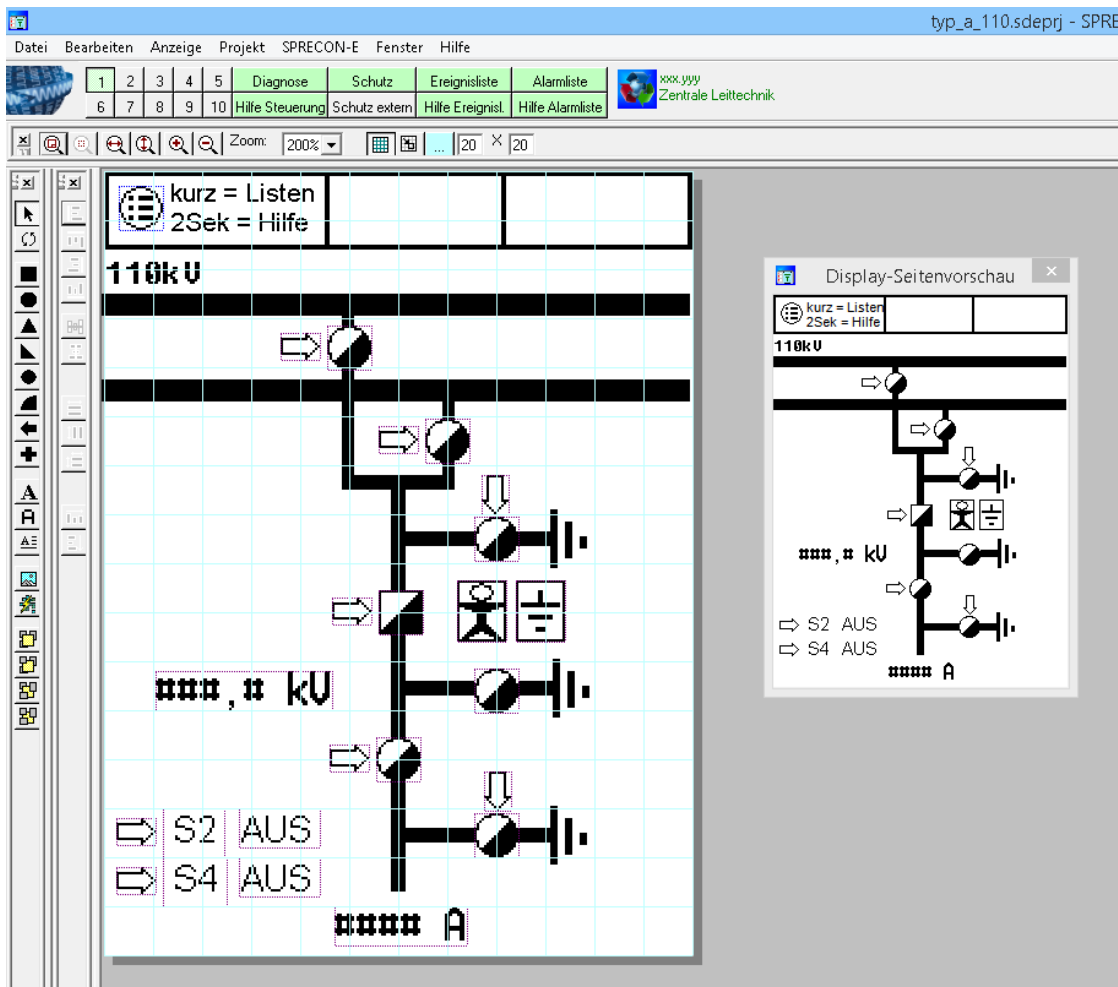 typ_a_110.sdeprj - SPRE
Datei Bearbeiten Anzeige Projekt SPRECON-E Fenster Hilfe
1 2 3 4 5 Diagnose Schutz Ereignisliste Alarmliste
6 7 8 9 10 Hilfe Steuerung Schutz extern Hilfe Ereignisl. Hilfe Alarmliste
xxx.yyy
Zentrale Leittechnik
Zoom: 200% ... 20 X 20
kurz = Listen
2Sek = Hilfe
110kV
¤¤¤,¤ kV
S2 AUS
S4 AUS
¤¤¤¤ A
Display-Seitenvorschau
kurz = Listen
2Sek = Hilfe
110kV
¤¤¤,¤ kV
S2 AUS
S4 AUS
¤¤¤¤ A